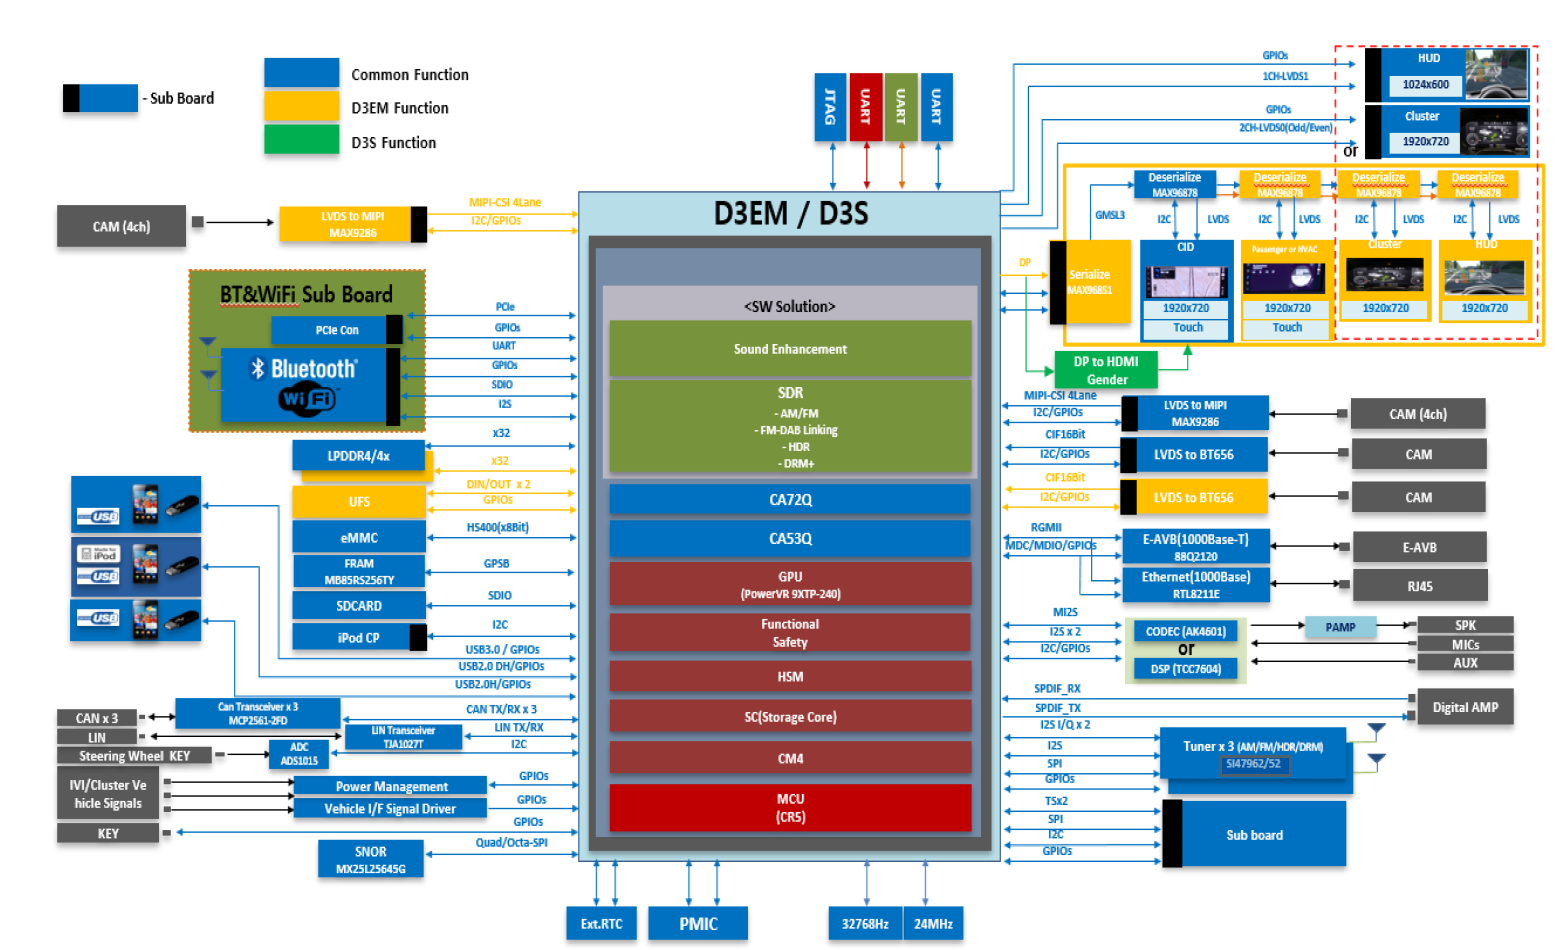 - Sub Board
Common Function
D3EM Function
D3S Function
JTAG
UART
UART
UART
GPIOs
1CH-LVDS1
GPIOs
2CH-LVDS0(Odd/Even)
HUD
1024x600
Cluster
1920x720
or
D3EM / D3S
<SW Solution>
Sound Enhancement
SDR
- AM/FM
- FM-DAB Linking
- HDR
- DRM+
CA72Q
CA53Q
GPU
(PowerVR 9XTP-240)
Functional
Safety
HSM
SC(Storage Core)
CM4
MCU
(CR5)
CAM (4ch)
LVDS to MIPI
MAX9286
MIPI-CSI 4Lane
I2C/GPIOs
BT&WiFi Sub Board
PCIe Con
Bluetooth
WiFi
PCIe
GPIOs
UART
GPIOs
SDIO
I2S
LPDDR4/4x
x32
x32
UFS
DIN/OUT x 2
GPIOs
eMMC
HS400(x8Bit)
FRAM
MB85RS256TY
GPSB
SDCARD
SDIO
iPod CP
I2C
USB
Made for
iPod
USB
USB
USB3.0 / GPIOs
USB2.0 DH/GPIOs
USB2.0H/GPIOs
CAN x 3
Can Transceiver x 3
MCP2561-2FD
CAN TX/RX x 3
LIN
LIN Transceiver
TJA1027T
LIN TX/RX
Steering Wheel KEY
ADC
ADS1015
I2C
IVI/Cluster Ve
hicle Signals
Power Management
GPIOs
Vehicle I/F Signal Driver
GPIOs
KEY
GPIOs
SNOR
MX25L25645G
Quad/Octa-SPI
Ext.RTC
PMIC
32768Hz
24MHz
Deserialize
MAX96878
Deserialize
MAX96878
Deserialize
MAX96878
Deserialize
MAX96878
GMSL3
I2C
LVDS
I2C
LVDS
I2C
LVDS
I2C
LVDS
DP
Serialize
MAX96851
CID
1920x720
Touch
Passenger or HVAC
1920x720
Touch
Cluster
1920x720
HUD
1920x720
DP to HDMI
Gender
MIPI-CSI 4Lane
I2C/GPIOs
LVDS to MIPI
MAX9286
CAM (4ch)
CIF16Bit
I2C/GPIOs
LVDS to BT656
CAM
CIF16Bit
I2C/GPIOs
LVDS to BT656
CAM
RGMII
MDC/MDIO/GPIOs
E-AVB(1000Base-T)
88Q2120
E-AVB
Ethernet(1000Base)
RTL8211E
RJ45
MI2S
I2S x 2
I2C/GPIOs
CODEC (AK4601)
or
DSP (TCC7604)
PAMP
SPK
MICs
AUX
SPDIF_RX
SPDIF_TX
Digital AMP
I2S I/Q x 2
I2S
SPI
GPIOs
Tuner x 3 (AM/FM/HDR/DRM)
SI47962/52
TSx2
SPI
I2C
GPIOs
Sub board